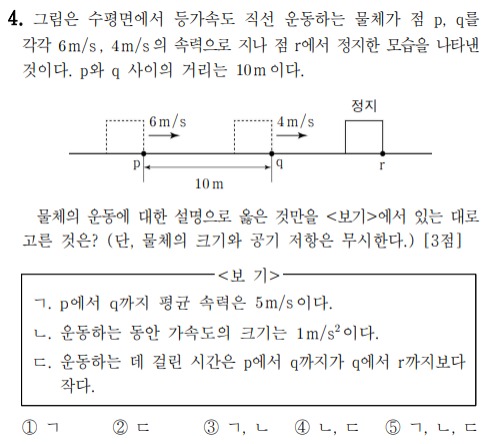 4. 그림은 수평면에서 등가속도 직선 운동하는 물체가 점 p, q를
각각 6m/s, 4m/s의 속력으로 지나 점 r에서 정지한 모습을 나타낸
것이다. p와 q 사이의 거리는 10m이다.
정지
6m/s 4m/s
p q r
10m
물체의 운동에 대한 설명으로 옳은 것만을 <보기>에서 있는 대로
고른 것은? (단, 물체의 크기와 공기 저항은 무시한다.) [3점]
<보 기>
ㄱ. p에서 q까지 평균 속력은 5m/s이다.
ㄴ. 운동하는 동안 가속도의 크기는 1m/s²이다.
ㄷ. 운동하는 데 걸린 시간은 p에서 q까지가 q에서 r까지보다
작다.
① ㄱ ② ㄷ ③ ㄱ, ㄴ ④ ㄴ, ㄷ ⑤ ㄱ, ㄴ, ㄷ